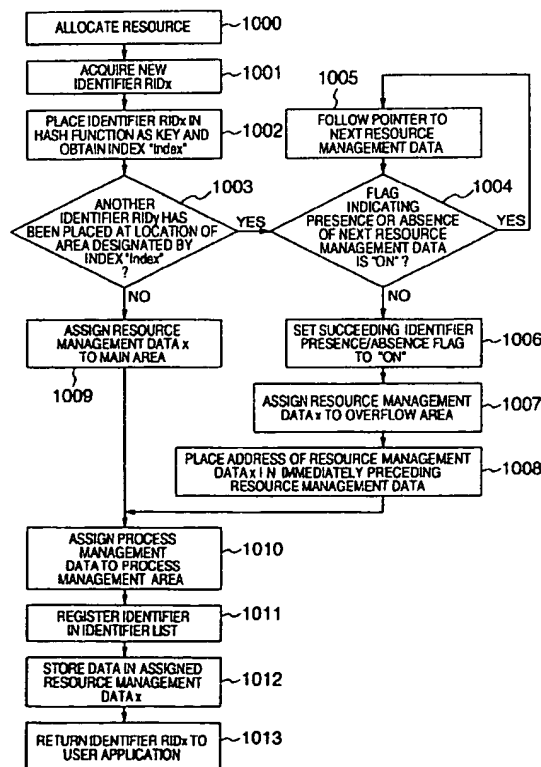 ALLOCATE RESOURCE
1000
ACQUIRE NEW
IDENTIFIER RIDx
1001
PLACE IDENTIFIER RIDx IN
HASH FUNCTION AS KEY AND
OBTAIN INDEX "Index"
1002
1003
ANOTHER
IDENTIFIER RIDy HAS
BEEN PLACED AT LOCATION OF
AREA DESIGNATED BY
INDEX "Index"
?
YES
NO
1005
FOLLOW POINTER TO
NEXT RESOURCE
MANAGEMENT DATA
1004
FLAG
INDICATING
PRESENCE OR ABSENCE
OF NEXT RESOURCE
MANAGEMENT DATA
IS "ON" ?
YES
NO
ASSIGN RESOURCE
MANAGEMENT DATA x
TO MAIN AREA
1009
SET SUCCEEDING IDENTIFIER
PRESENCE/ABSENCE FLAG
TO "ON"
1006
ASSIGN RESOURCE MANAGEMENT
DATA x TO OVERFLOW AREA
1007
PLACE ADDRESS OF RESOURCE MANAGEMENT
DATA x IN IMMEDIATELY PRECEDING
RESOURCE MANAGEMENT DATA
1008
ASSIGN PROCESS
MANAGEMENT
DATA TO PROCESS
MANAGEMENT AREA
1010
REGISTER IDENTIFIER
IN IDENTIFIER LIST
1011
STORE DATA IN ASSIGNED
RESOURCE MANAGEMENT
DATA x
1012
RETURN IDENTIFIER RIDx TO
USER APPLICATION
1013